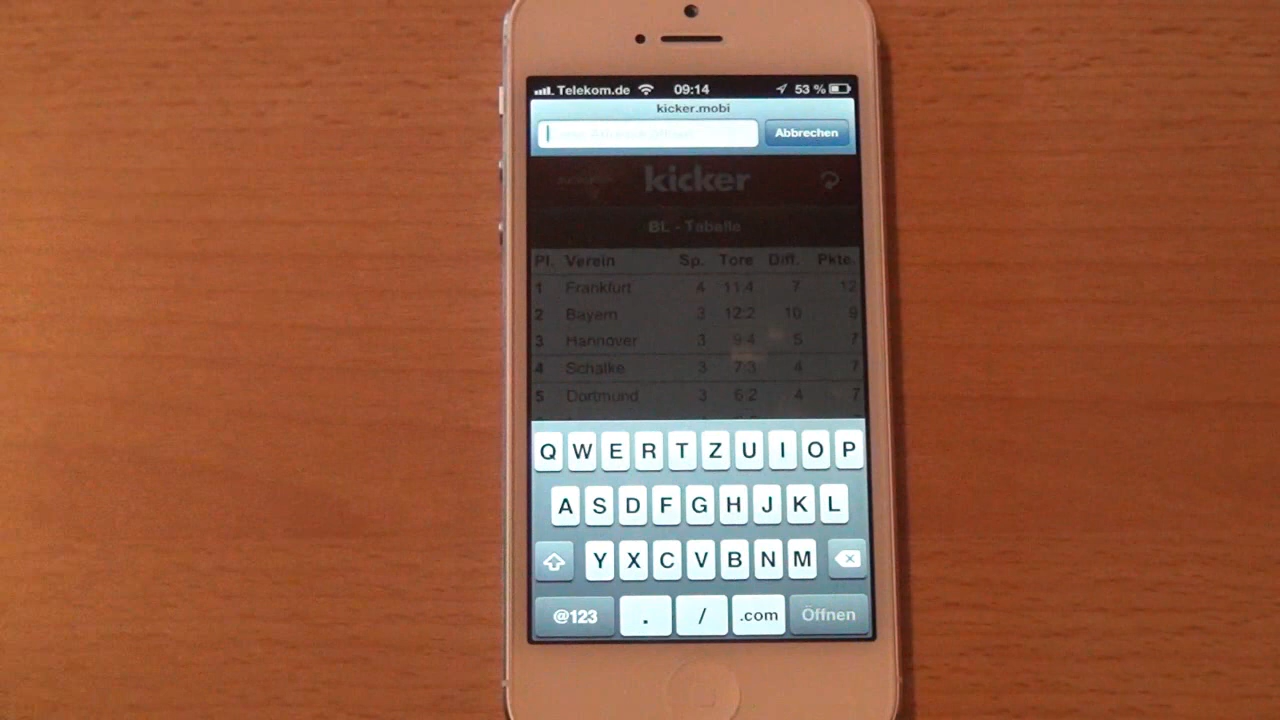 Telekom.de 09:14 53 %
kicker.mobi
Abbrechen
kicker
BL - Tabelle
Pl. Verein Sp. Tore Diff. Pkte.
1 Frankfurt 4 11:4 7 12
2 Bayern 3 12:2 10 9
3 Hannover 3 9:4 5 7
4 Schalke 3 7:3 4 7
5 Dortmund 3 6:2 4 7
Q W E R T Z U I O P
A S D F G H J K L
Y X C V B N M
@123 . / .com Öffnen